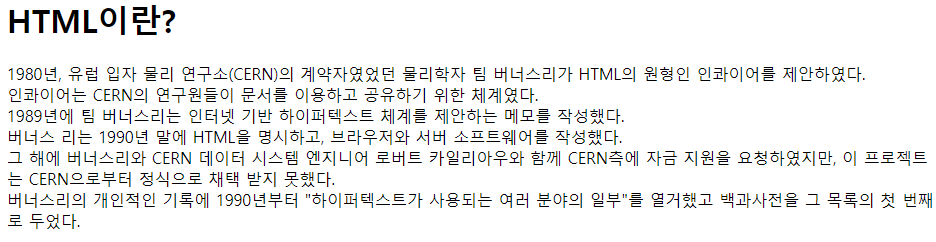 HTML이란?
1980년, 유럽 입자 물리 연구소(CERN)의 계약자였었던 물리학자 팀 버너스리가 HTML의 원형인 인콰이어를 제안하였다.
인콰이어는 CERN의 연구원들이 문서를 이용하고 공유하기 위한 체계였다.
1989년에 팀 버너스리는 인터넷 기반 하이퍼텍스트 체계를 제안하는 메모를 작성했다.
버너스 리는 1990년 말에 HTML을 명시하고, 브라우저와 서버 소프트웨어를 작성했다.
그 해에 버너스리와 CERN 데이터 시스템 엔지니어 로버트 카일리아우와 함께 CERN측에 자금 지원을 요청하였지만, 이 프로젝트
는 CERN으로부터 정식으로 채택 받지 못했다.
버너스리의 개인적인 기록에 1990년부터 "하이퍼텍스트가 사용되는 여러 분야의 일부"를 열거했고 백과사전을 그 목록의 첫 번째
로 두었다.